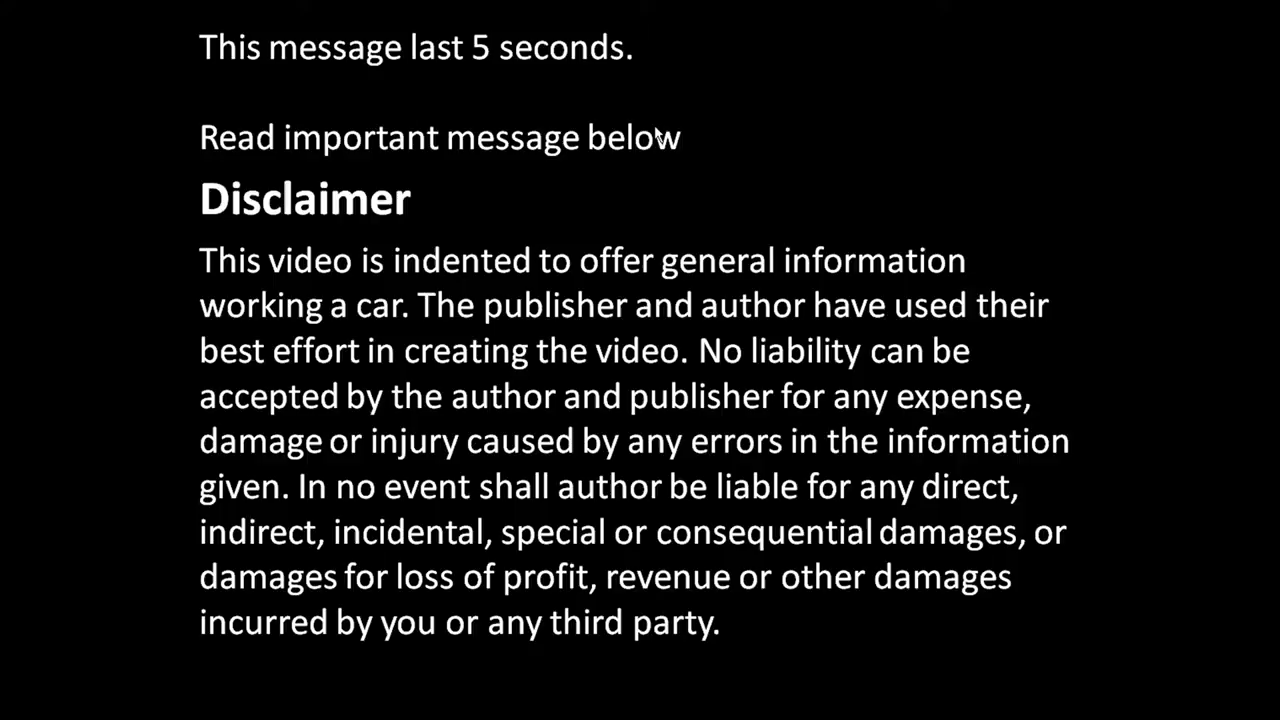 This message last 5 seconds.
Read important message below
Disclaimer
This video is indented to offer general information
working a car. The publisher and author have used their
best effort in creating the video. No liability can be
accepted by the author and publisher for any expense,
damage or injury caused by any errors in the information
given. In no event shall author be liable for any direct,
indirect, incidental, special or consequential damages, or
damages for loss of profit, revenue or other damages
incurred by you or any third party.